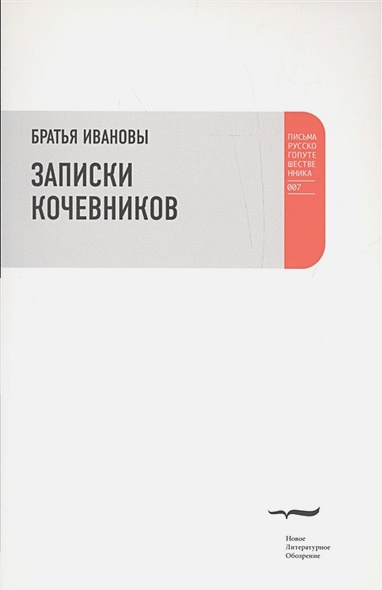 БРАТЬЯ ИВАНОВЫ
ЗАПИСКИ
КОЧЕВНИКОВ
ПИСЬМА
РУССКО
ГОПУТЕ
ШЕСТВЕ
ННИКА
007
Новое
Литературное
Обозрение